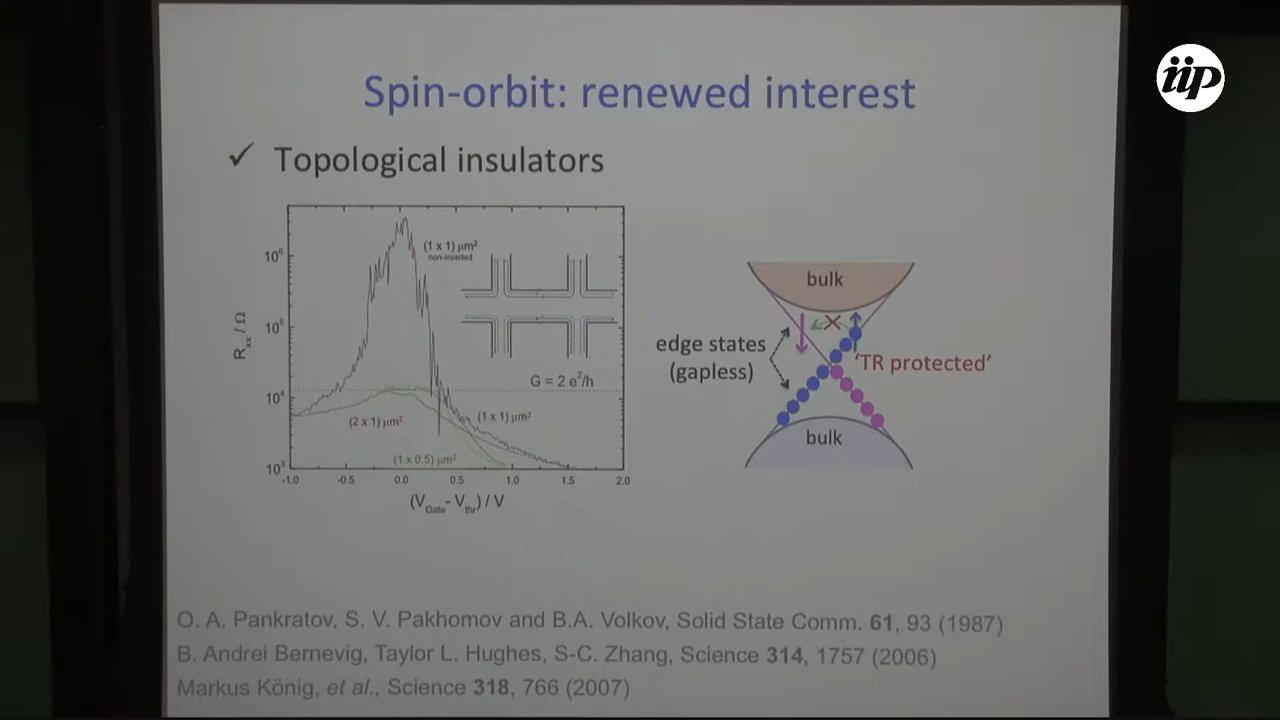 iip
Spin-orbit: renewed interest
✓ Topological insulators
(1 x 1) μm²
non-inverted
10⁶
10⁵
10⁴
10³
Rxx / Ω
G = 2 e²/h
(2 x 1) μm²
(1 x 1) μm²
(1 x 0.5) μm²
-1.0 -0.5 0.0 0.5 1.0 1.5 2.0
(VGate- Vthr) / V
bulk
edge states
(gapless)
'TR protected'
bulk
O. A. Pankratov, S. V. Pakhomov and B.A. Volkov, Solid State Comm. 61, 93 (1987)
B. Andrei Bernevig, Taylor L. Hughes, S-C. Zhang, Science 314, 1757 (2006)
Markus König, et al., Science 318, 766 (2007)